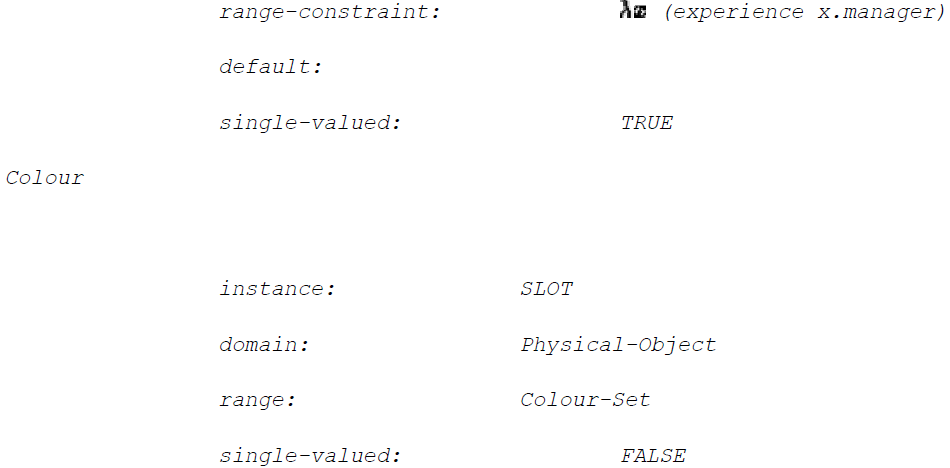 range-constraint: λx (experience x.manager)
default:
single-valued: TRUE
Colour
instance: SLOT
domain: Physical-Object
range: Colour-Set
single-valued: FALSE